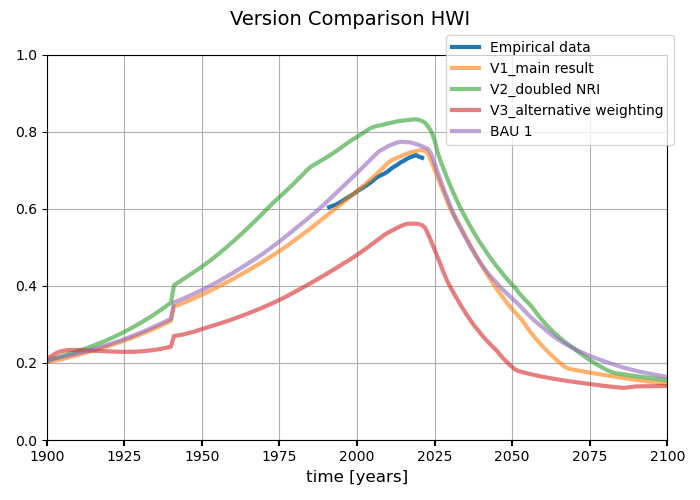 Version Comparison HWI
Empirical data
V1_main result
V2_doubled NRI
V3_alternative weighting
BAU 1
1.0
0.8
0.6
0.4
0.2
0.0
1900 1925 1950 1975 2000 2025 2050 2075 2100
time [years]